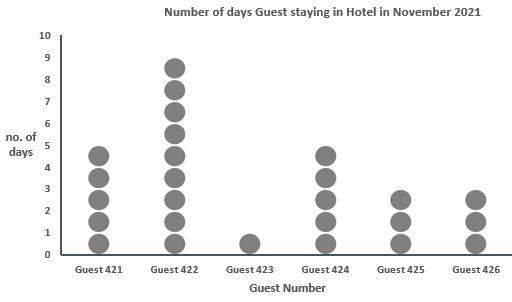 Number of days Guest staying in Hotel in November 2021
10
9
8
7
6
no. of
days
5
4
3
2
1
0
Guest 421 Guest 422 Guest 423 Guest 424 Guest 425 Guest 426
Guest Number